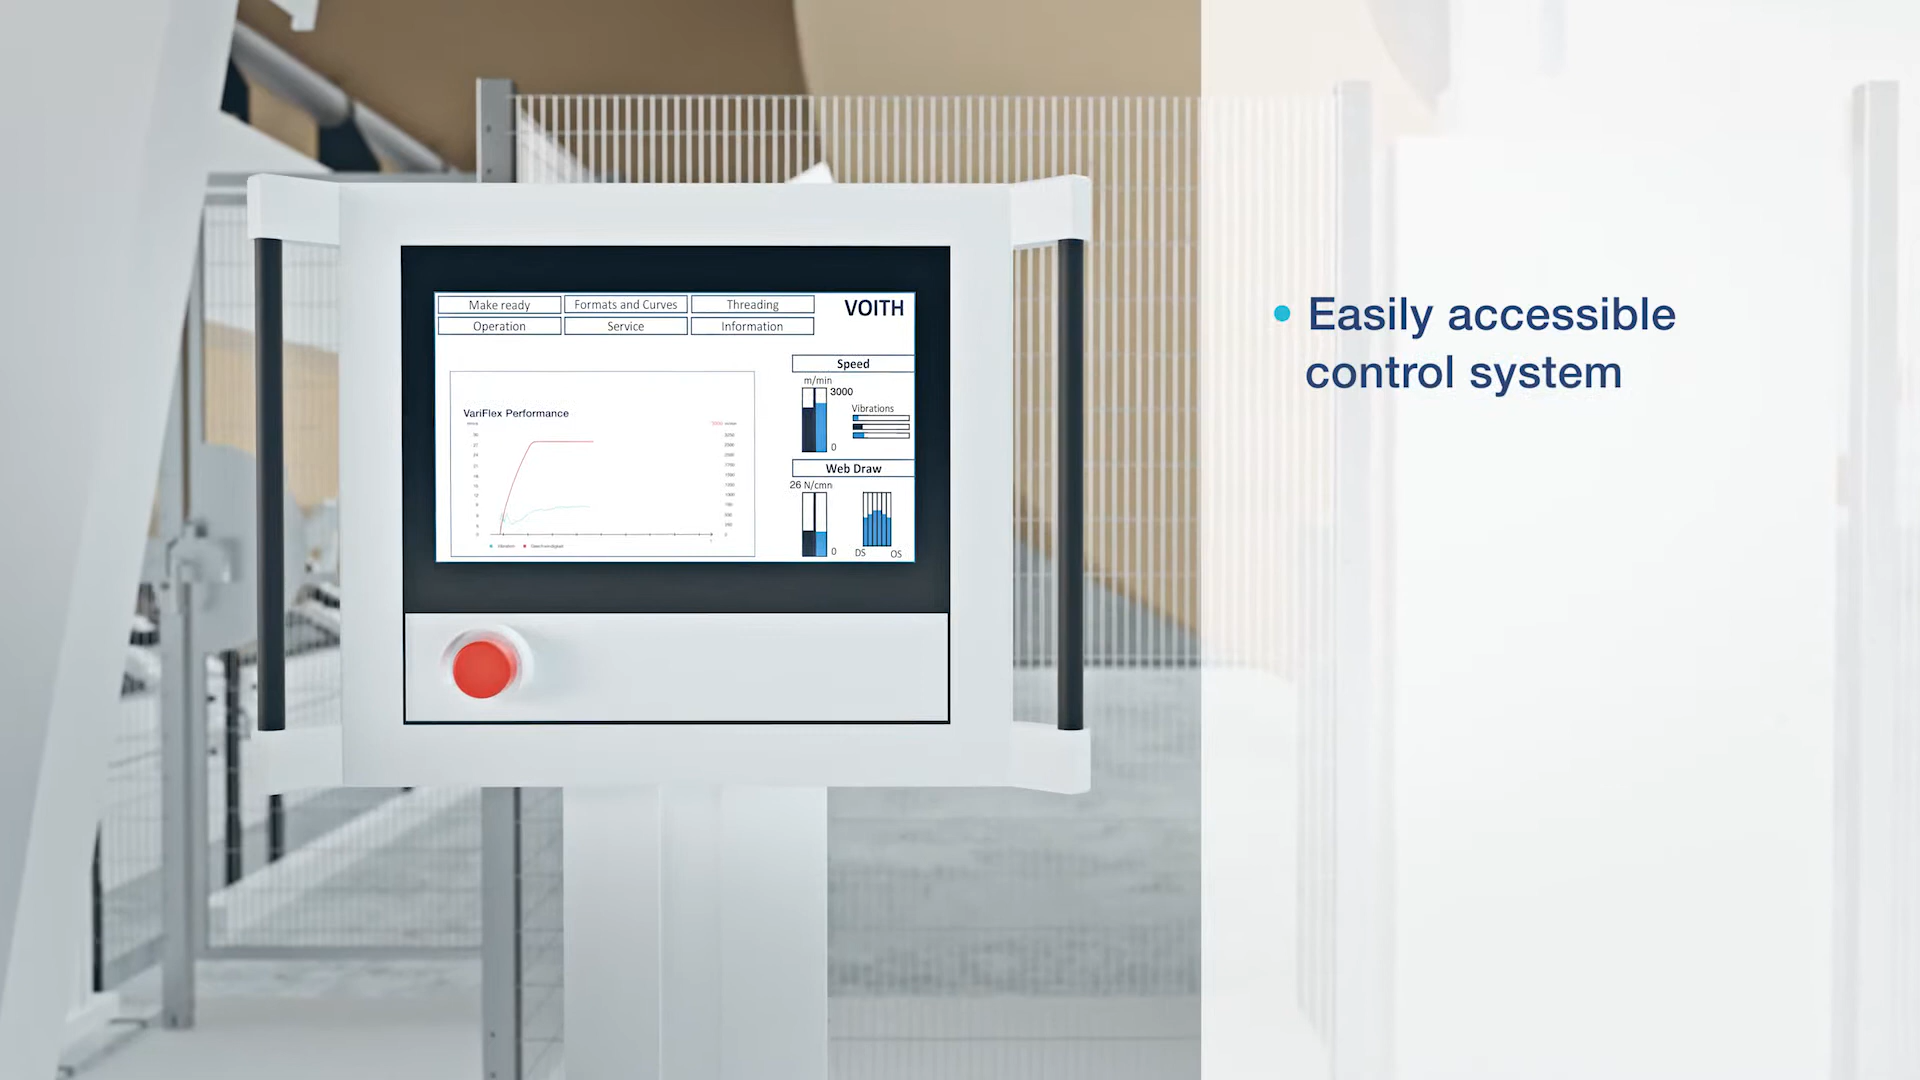 Make ready
Formats and Curves
Threading
VOITH
Operation
Service
Information
Speed
m/min
3000
Vibrations
0
VariFlex Performance
Web Draw
26 N/cmn
0
DS
OS
Easily accessible
control system